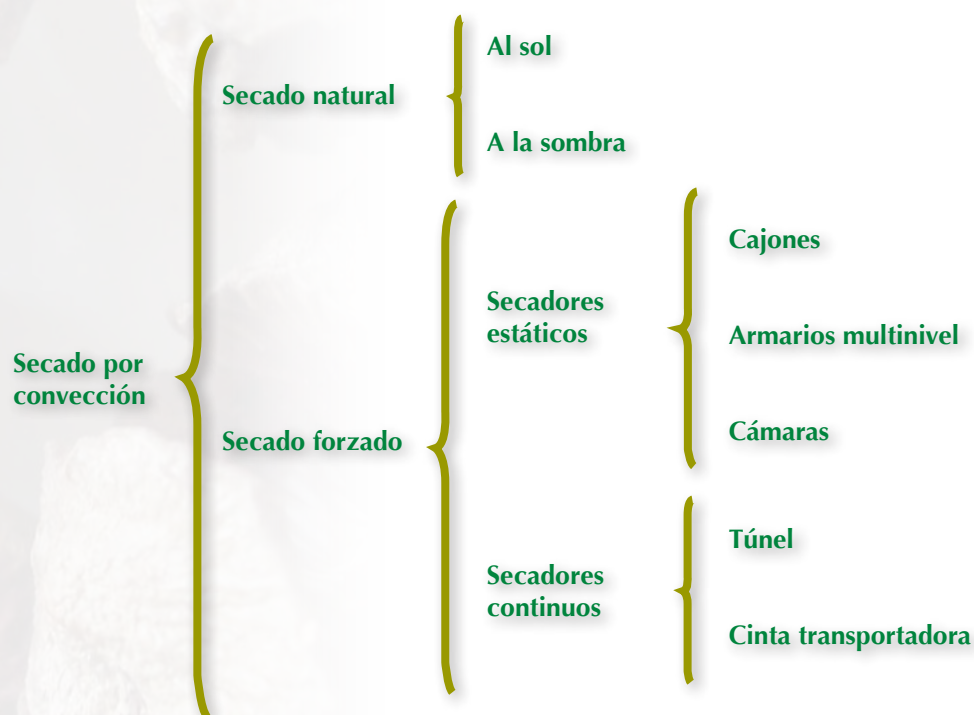 Secado por
convección
Secado natural
Al sol
A la sombra
Secado forzado
Secadores
estáticos
Cajones
Armarios multinivel
Cámaras
Secadores
continuos
Túnel
Cinta transportadora